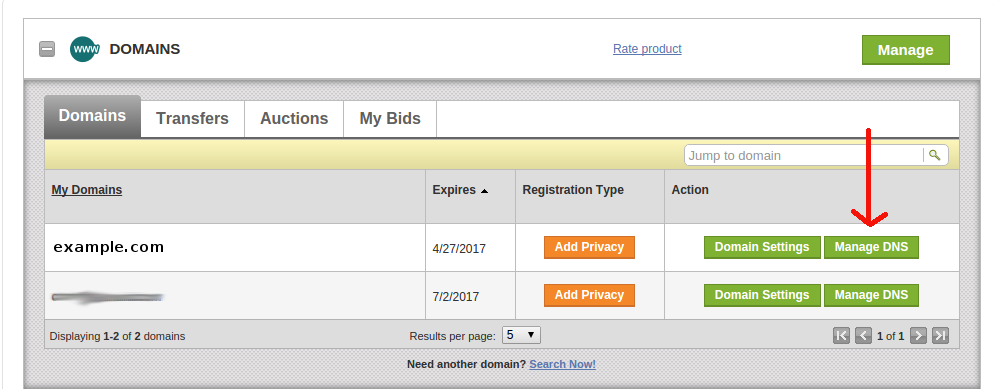 www DOMAINS Rate product Manage
Domains Transfers Auctions My Bids
Jump to domain
My Domains Expires Registration Type Action
example.com 4/27/2017 Add Privacy Domain Settings Manage DNS
7/2/2017 Add Privacy Domain Settings Manage DNS
Displaying 1-2 of 2 domains Results per page: 5 1 of 1
Need another domain? Search Now!